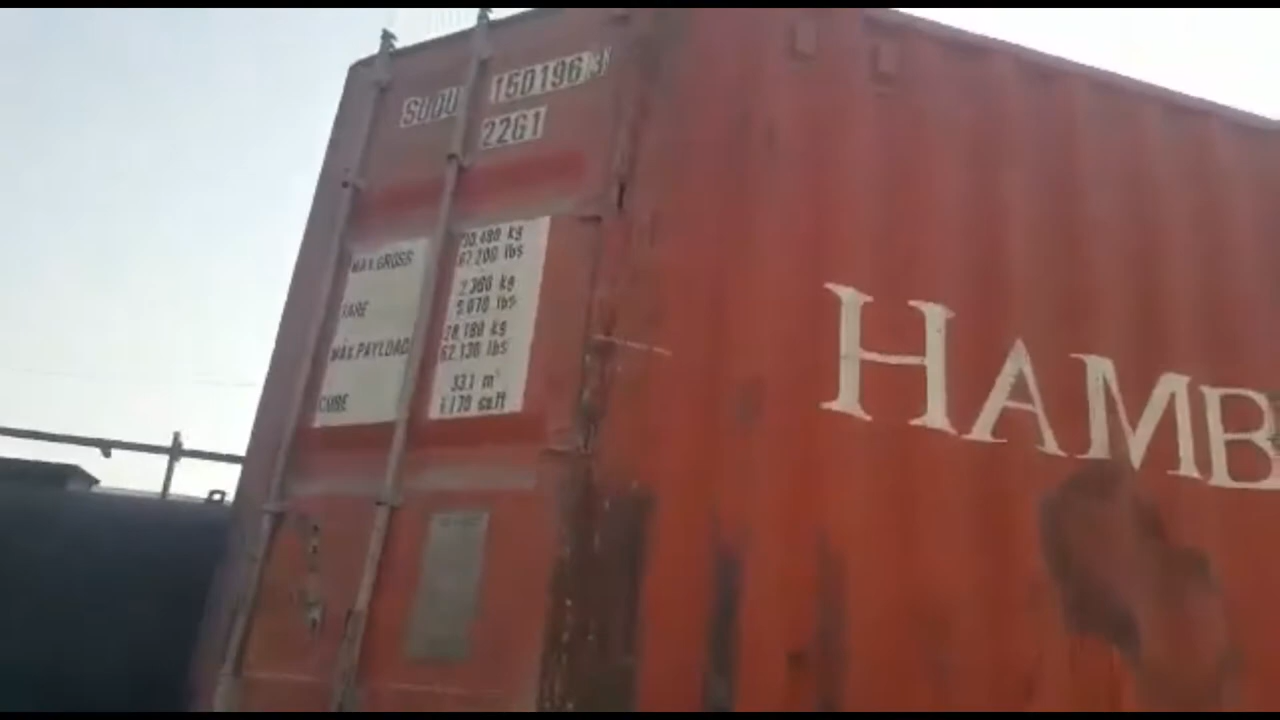 SUDU 150196 3
22G1
MAX.GROSS 30.480 kg
67.200 lbs
TARE 2.300 kg
5.070 lbs
MAX.PAYLOAD 28.180 kg
62.130 lbs
CUBE 33.1 m³
1.170 cu.ft
HAMB